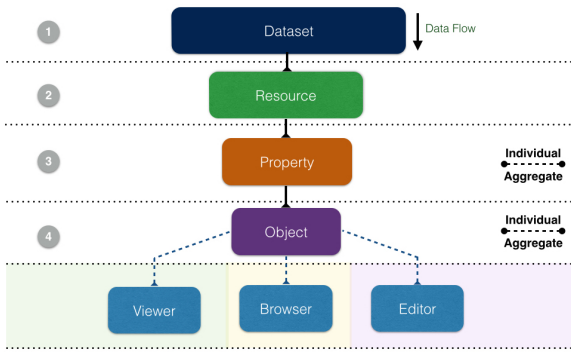 1
Dataset
Data Flow
2
Resource
3
Property
Individual
Aggregate
4
Object
Individual
Aggregate
Viewer
Browser
Editor